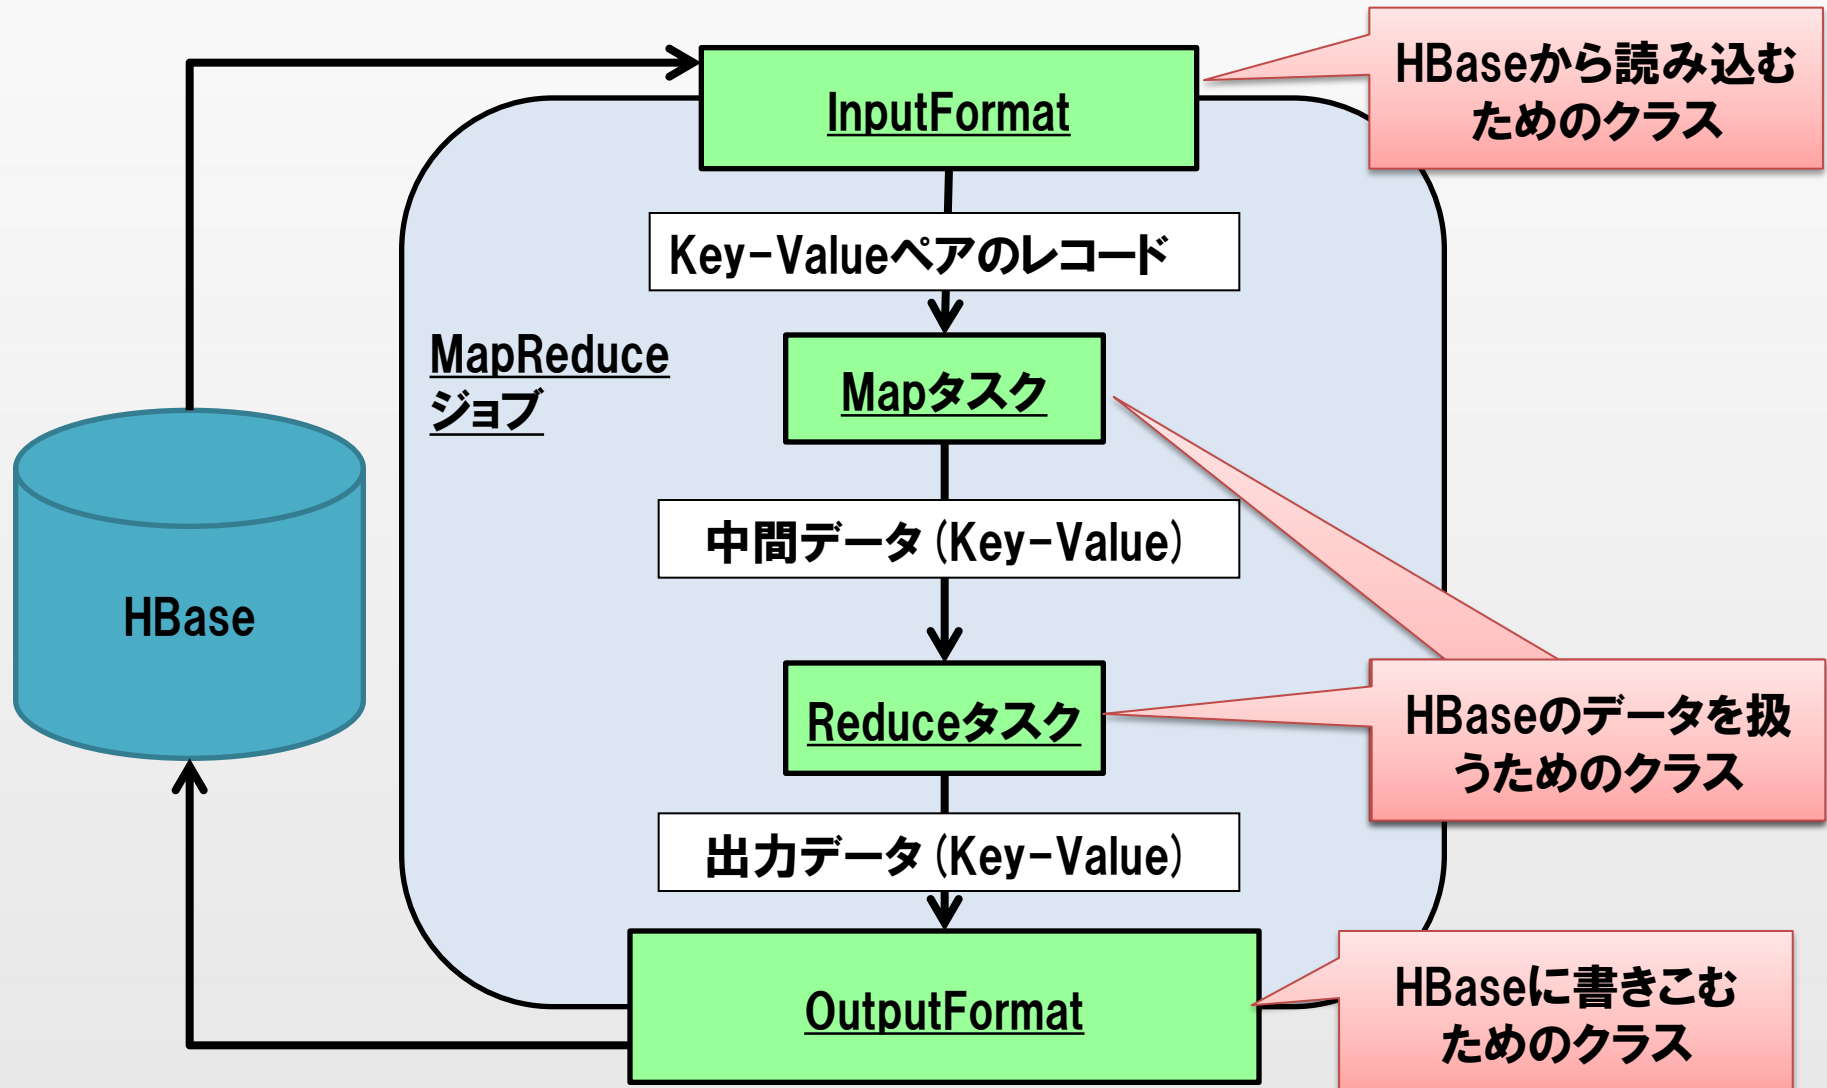 HBaseから読み込む
ためのクラス
InputFormat
Key-Valueペアのレコード
MapReduce
ジョブ
Mapタスク
中間データ(Key-Value)
HBase
Reduceタスク
HBaseのデータを扱
うためのクラス
出力データ(Key-Value)
OutputFormat
HBaseに書きこむ
ためのクラス